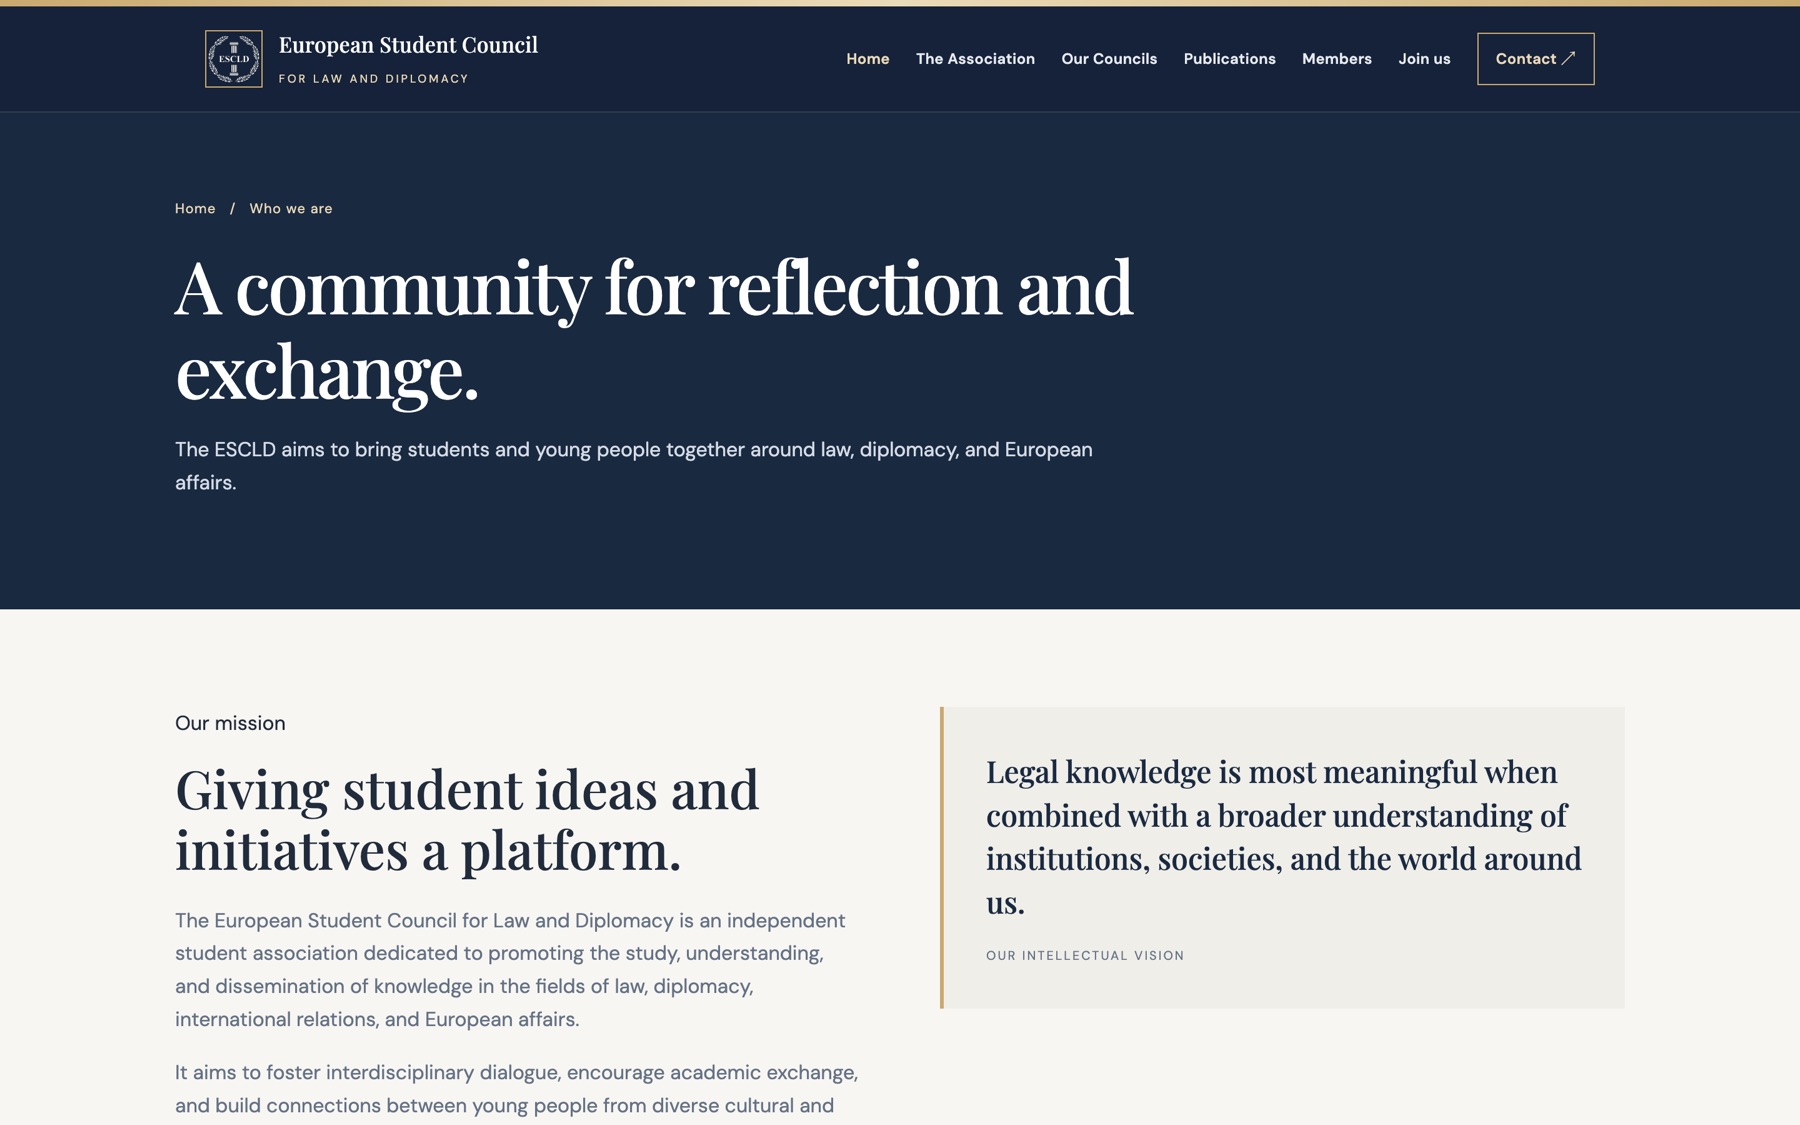 ESCLD
European Student Council
FOR LAW AND DIPLOMACY
Home The Association Our Councils Publications Members Join us Contact ↗
Home / Who we are
A community for reflection and
exchange.
The ESCLD aims to bring students and young people together around law, diplomacy, and European
affairs.
Our mission
Giving student ideas and
initiatives a platform.
The European Student Council for Law and Diplomacy is an independent
student association dedicated to promoting the study, understanding,
and dissemination of knowledge in the fields of law, diplomacy,
international relations, and European affairs.
It aims to foster interdisciplinary dialogue, encourage academic exchange,
and build connections between young people from diverse cultural and
Legal knowledge is most meaningful when
combined with a broader understanding of
institutions, societies, and the world around
us.
OUR INTELLECTUAL VISION